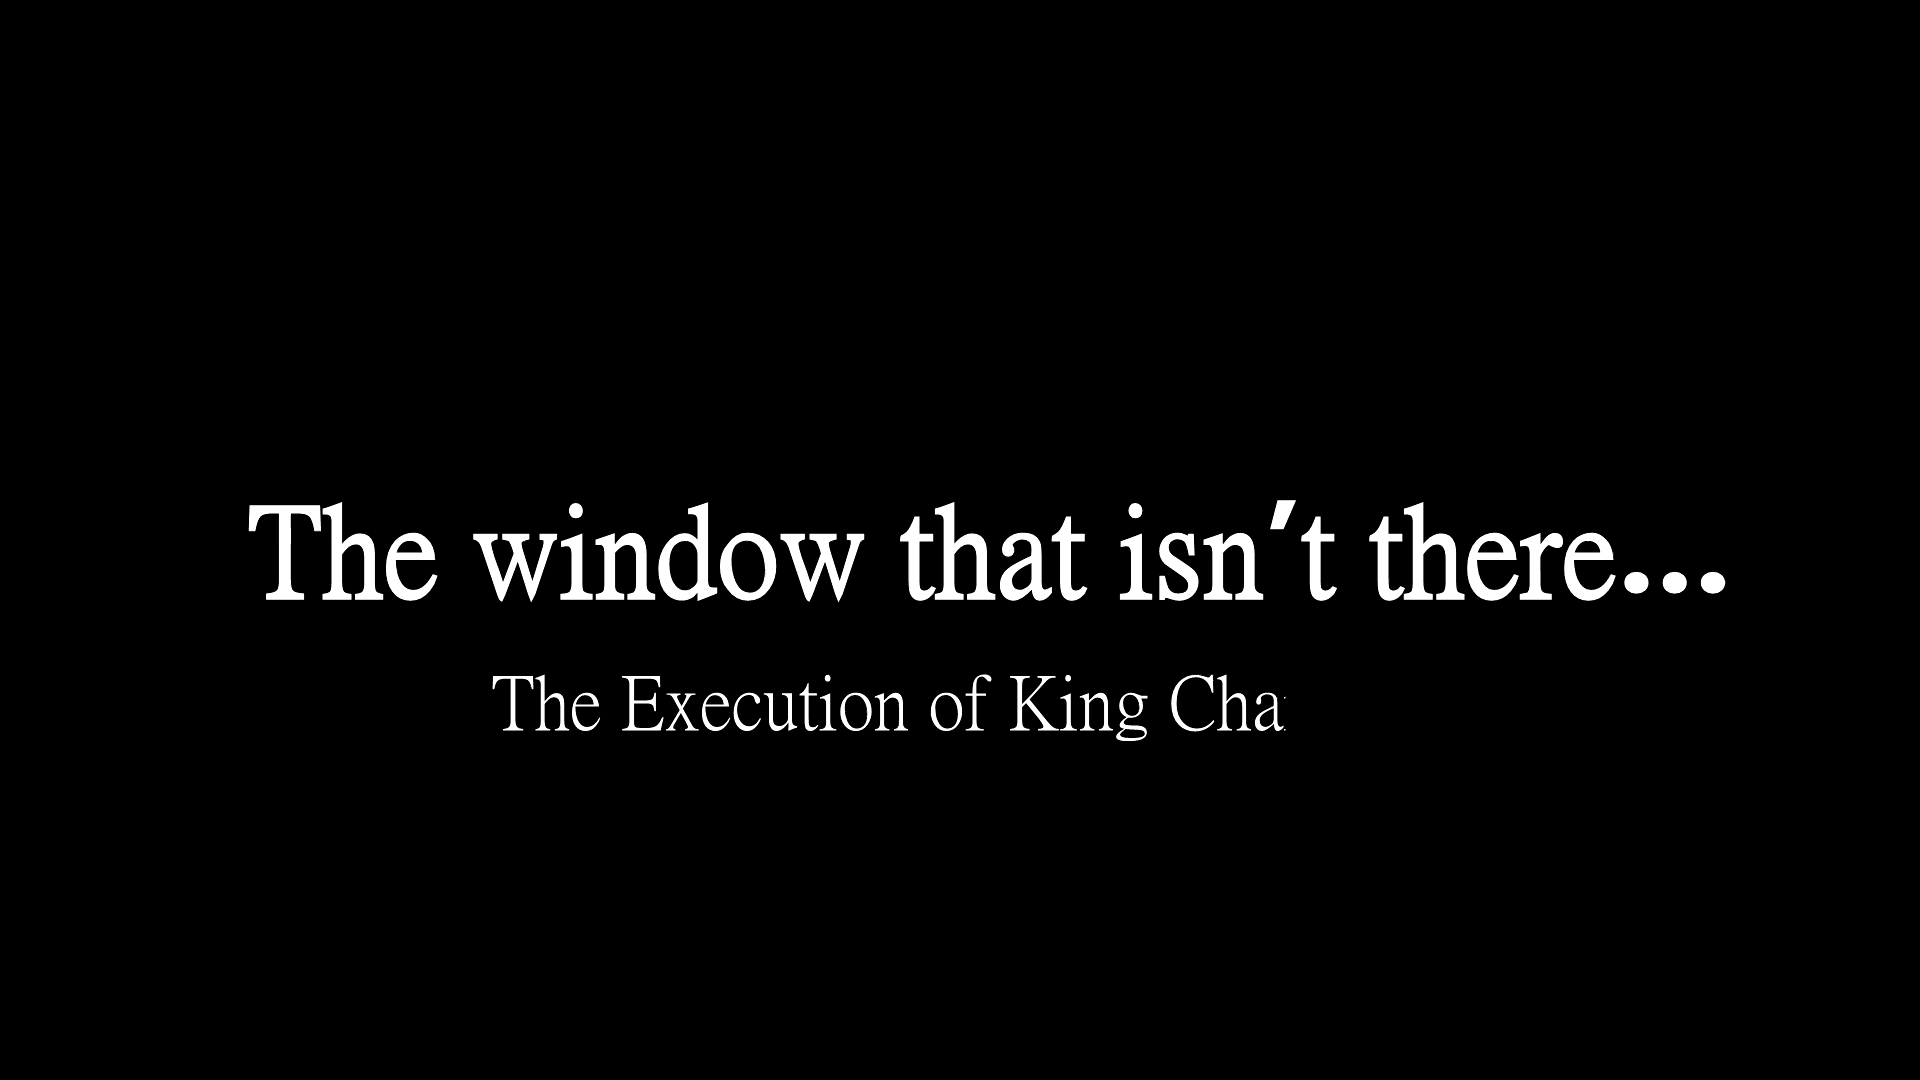 The window that isn't there...
The Execution of King Cha